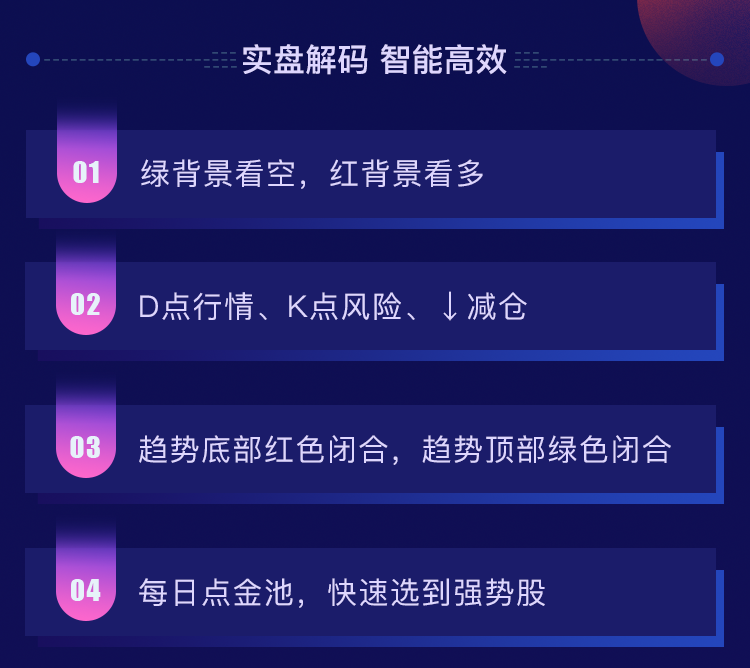 实盘解码 智能高效
01 绿背景看空，红背景看多
02 D点行情、K点风险、↓减仓
03 趋势底部红色闭合，趋势顶部绿色闭合
04 每日点金池，快速选到强势股